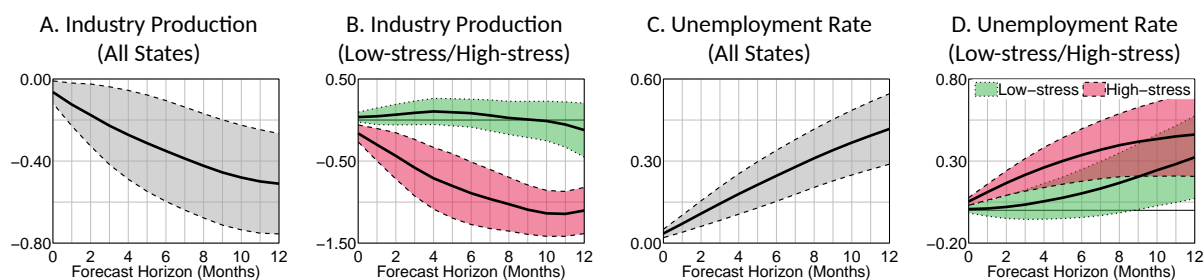 A. Industry Production
(All States)
0.00
−0.40
−0.80
0 2 4 6 8 10 12
Forecast Horizon (Months)
B. Industry Production
(Low-stress/High-stress)
0.50
−0.50
−1.50
0 2 4 6 8 10 12
Forecast Horizon (Months)
C. Unemployment Rate
(All States)
0.60
0.30
0.00
0 2 4 6 8 10 12
Forecast Horizon (Months)
D. Unemployment Rate
(Low-stress/High-stress)
Low−stress High−stress
0.80
0.30
−0.20
0 2 4 6 8 10 12
Forecast Horizon (Months)